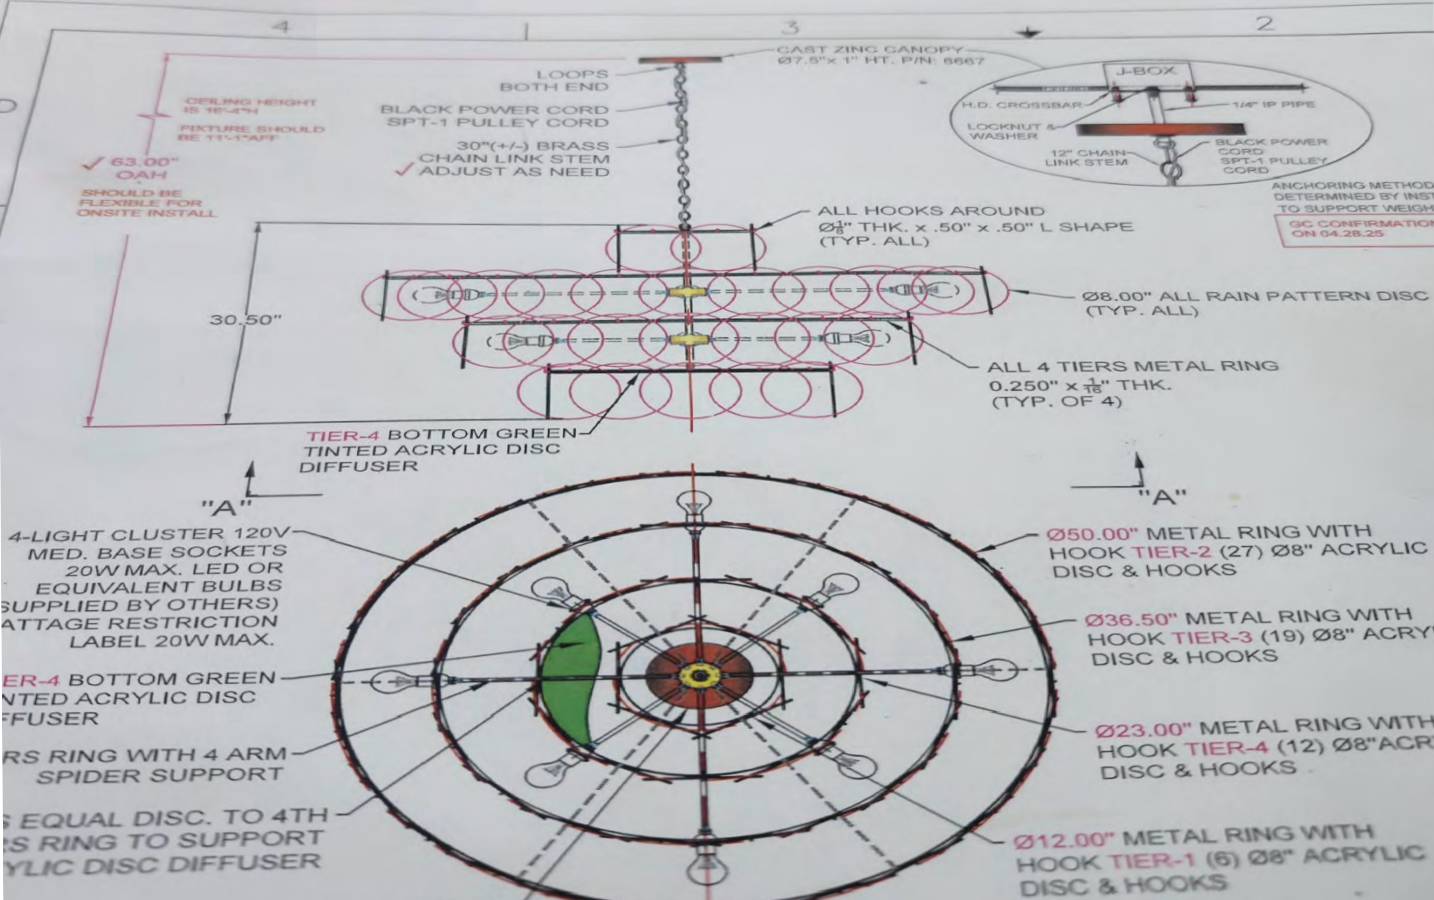 4
3
2
LOOPS
BOTH END
BLACK POWER CORD
SPT-1 PULLEY CORD
30"(+/-) BRASS
CHAIN LINK STEM
ADJUST AS NEED
CEILING HEIGHT
FIXTURE SHOULD
63.00"
OAH
SHOULD BE
FLEXIBLE FOR
ONSITE INSTALL
CAST ZINC CANOPY
Ø7.5"x 1" HT. P/N: 6667
J-BOX
H.D. CROSSBAR
1/4" IP PIPE
LOCKNUT &
WASHER
12" CHAIN
LINK STEM
BLACK POWER
CORD
SPT-1 PULLEY
CORD
ANCHORING METHOD
DETERMINED BY
TO SUPPORT
GC CONFIRMATION
ON 04.28.25
ALL HOOKS AROUND
THK. x .50" x .50" L SHAPE
(TYP. ALL)
Ø8.00" ALL RAIN PATTERN DISC
(TYP. ALL)
ALL 4 TIERS METAL RING
0.250" x 1/16" THK.
(TYP. OF 4)
30.50"
TIER-4 BOTTOM GREEN
TINTED ACRYLIC DISC
DIFFUSER
"A"
"A"
4-LIGHT CLUSTER 120V
MED. BASE SOCKETS
20W MAX. LED OR
EQUIVALENT BULBS
SUPPLIED BY OTHERS)
ATTAGE RESTRICTION
LABEL 20W MAX.
ER-4 BOTTOM GREEN
NTED ACRYLIC DISC
FFUSER
RS RING WITH 4 ARM
SPIDER SUPPORT
EQUAL DISC. TO 4TH
RS RING TO SUPPORT
YLIC DISC DIFFUSER
Ø50.00" METAL RING WITH
HOOK TIER-2 (27) Ø8" ACRYLIC
DISC & HOOKS
Ø36.50" METAL RING WITH
HOOK TIER-3 (19) Ø8" ACRY
DISC & HOOKS
Ø23.00" METAL RING WITH
HOOK TIER-4 (12) Ø8"ACR
DISC & HOOKS
Ø12.00" METAL RING WITH
HOOK TIER-1 (6) Ø8" ACRYLIC
DISC & HOOKS